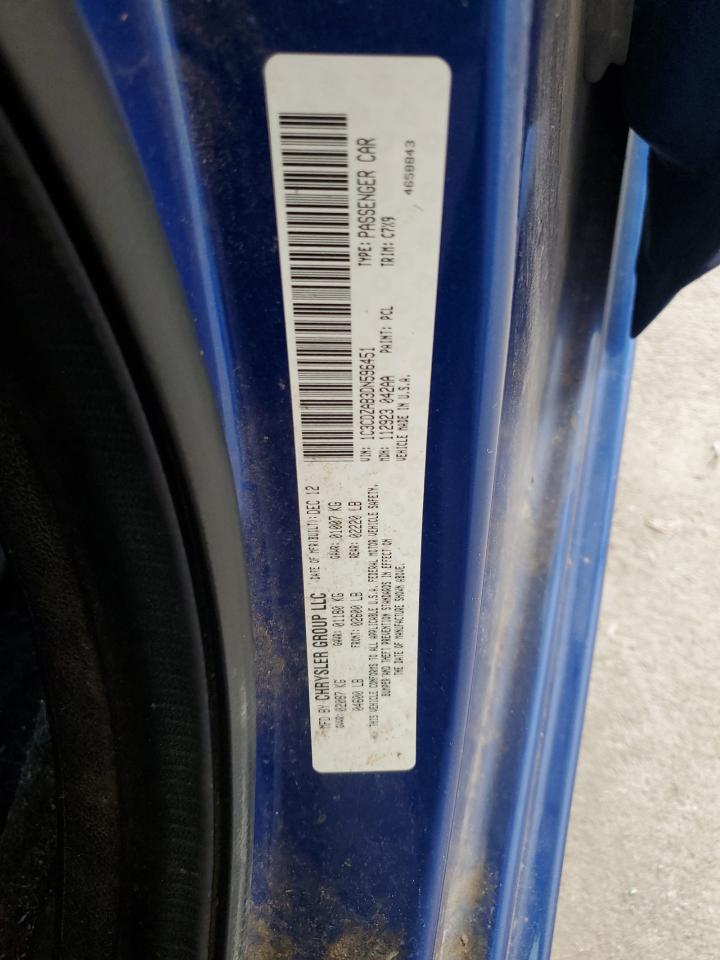 MFD BY CHRYSLER GROUP LLC DATE OF MFR(BUILT): DEC 12
GVWR: 02087 KG GAWR: 01180 KG GAWR: 01007 KG
04600 LB FRONT: 02600 LB REAR: 02220 LB
THIS VEHICLE CONFORMS TO ALL APPLICABLE U.S.A. FEDERAL MOTOR VEHICLE SAFETY,
BUMPER AND THEFT PREVENTION STANDARDS IN EFFECT ON
THE DATE OF MANUFACTURE SHOWN ABOVE.
VIN: 1C3CDZAB3DN596451 TYPE: PASSENGER CAR
MDH: 112923 042AA PAINT: PCL TRIM: C7X9
VEHICLE MADE IN U.S.A. 4658843